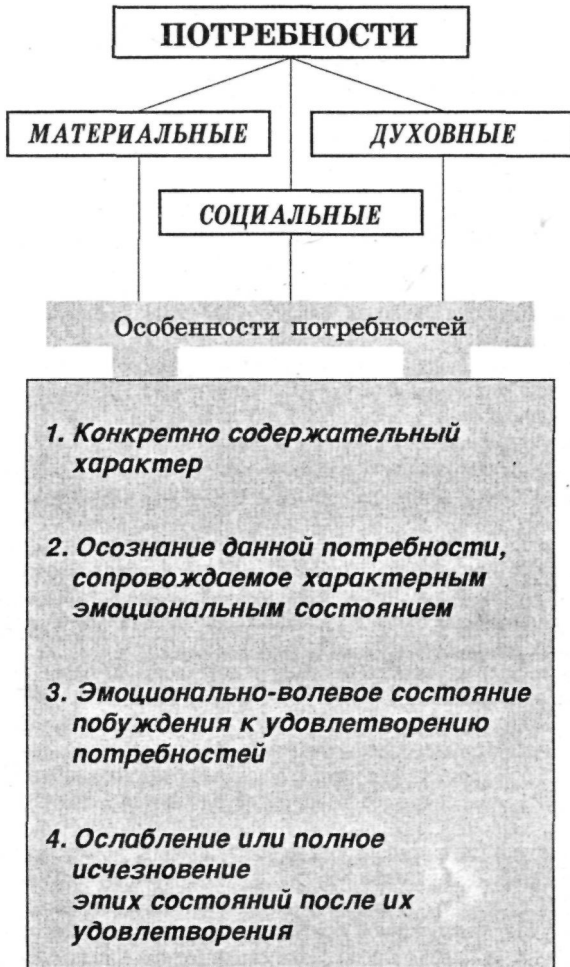 ПОТРЕБНОСТИ
МАТЕРИАЛЬНЫЕ
ДУХОВНЫЕ
СОЦИАЛЬНЫЕ
Особенности потребностей
1. Конкретно содержательный
характер
2. Осознание данной потребности,
сопровождаемое характерным
эмоциональным состоянием
3. Эмоционально-волевое состояние
побуждения к удовлетворению
потребностей
4. Ослабление или полное
исчезновение
этих состояний после их
удовлетворения